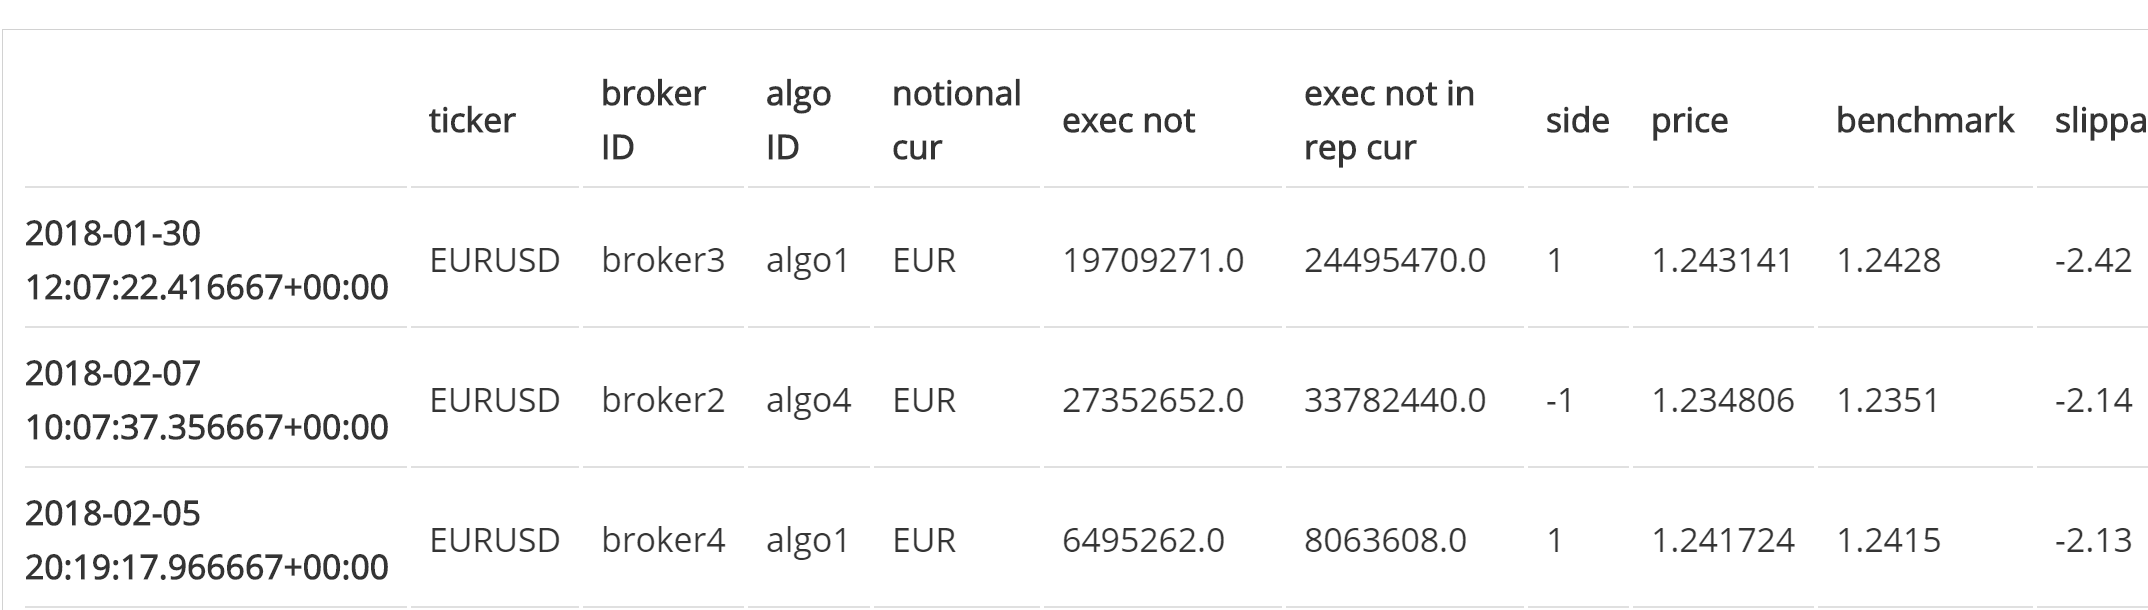 ticker broker ID algo ID notional cur exec not exec not in rep cur side price benchmark slippa
2018-01-30 12:07:22.416667+00:00 EURUSD broker3 algo1 EUR 19709271.0 24495470.0 1 1.243141 1.2428 -2.42
2018-02-07 10:07:37.356667+00:00 EURUSD broker2 algo4 EUR 27352652.0 33782440.0 -1 1.234806 1.2351 -2.14
2018-02-05 20:19:17.966667+00:00 EURUSD broker4 algo1 EUR 6495262.0 8063608.0 1 1.241724 1.2415 -2.13